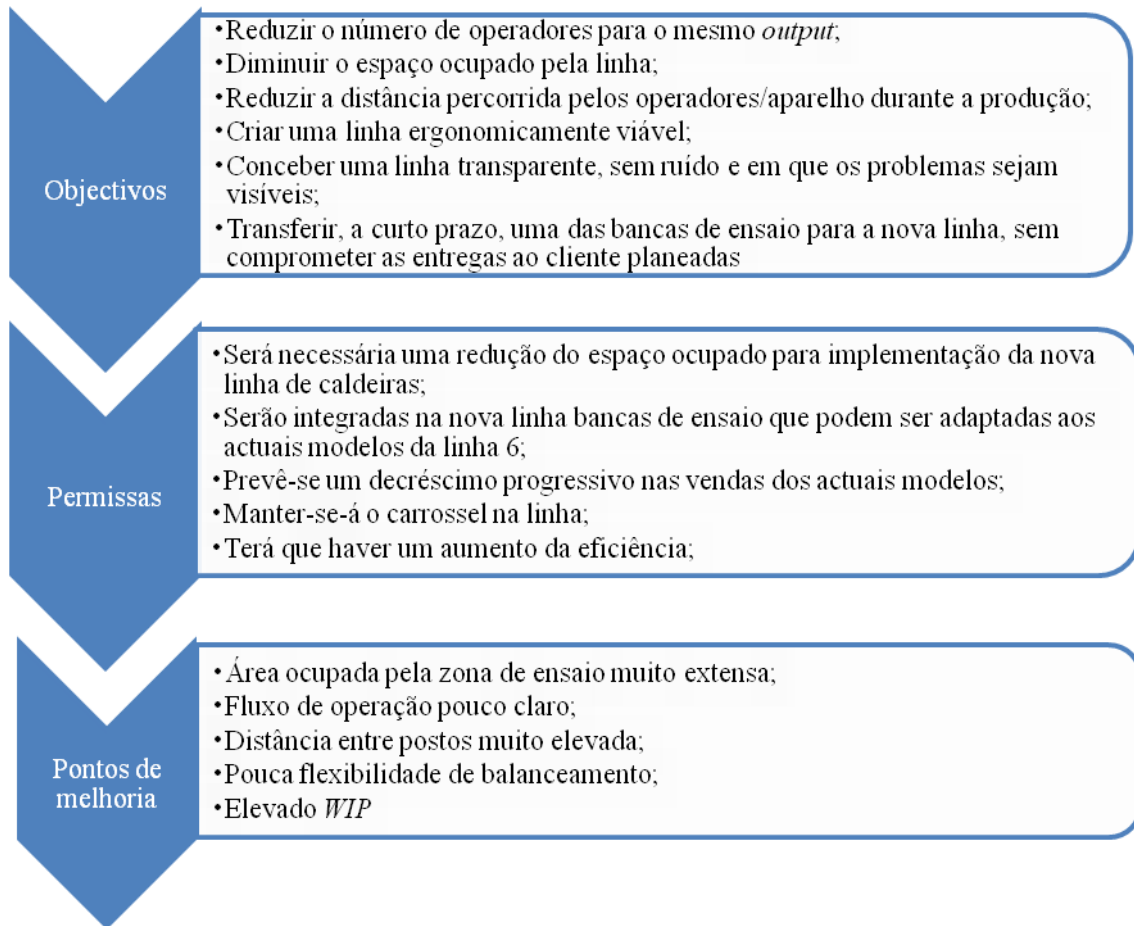 Objectivos
•Reduzir o número de operadores para o mesmo output;
•Diminuir o espaço ocupado pela linha;
•Reduzir a distância percorrida pelos operadores/aparelho durante a produção;
•Criar uma linha ergonomicamente viável;
•Conceber uma linha transparente, sem ruído e em que os problemas sejam
visíveis;
•Transferir, a curto prazo, uma das bancas de ensaio para a nova linha, sem
comprometer as entregas ao cliente planeadas
Permissas
•Será necessária uma redução do espaço ocupado para implementação da nova
linha de caldeiras;
•Serão integradas na nova linha bancas de ensaio que podem ser adaptadas aos
actuais modelos da linha 6;
•Prevê-se um decréscimo progressivo nas vendas dos actuais modelos;
•Manter-se-á o carrossel na linha;
•Terá que haver um aumento da eficiência;
Pontos de
melhoria
•Área ocupada pela zona de ensaio muito extensa;
•Fluxo de operação pouco claro;
•Distância entre postos muito elevada;
•Pouca flexibilidade de balanceamento;
•Elevado WIP